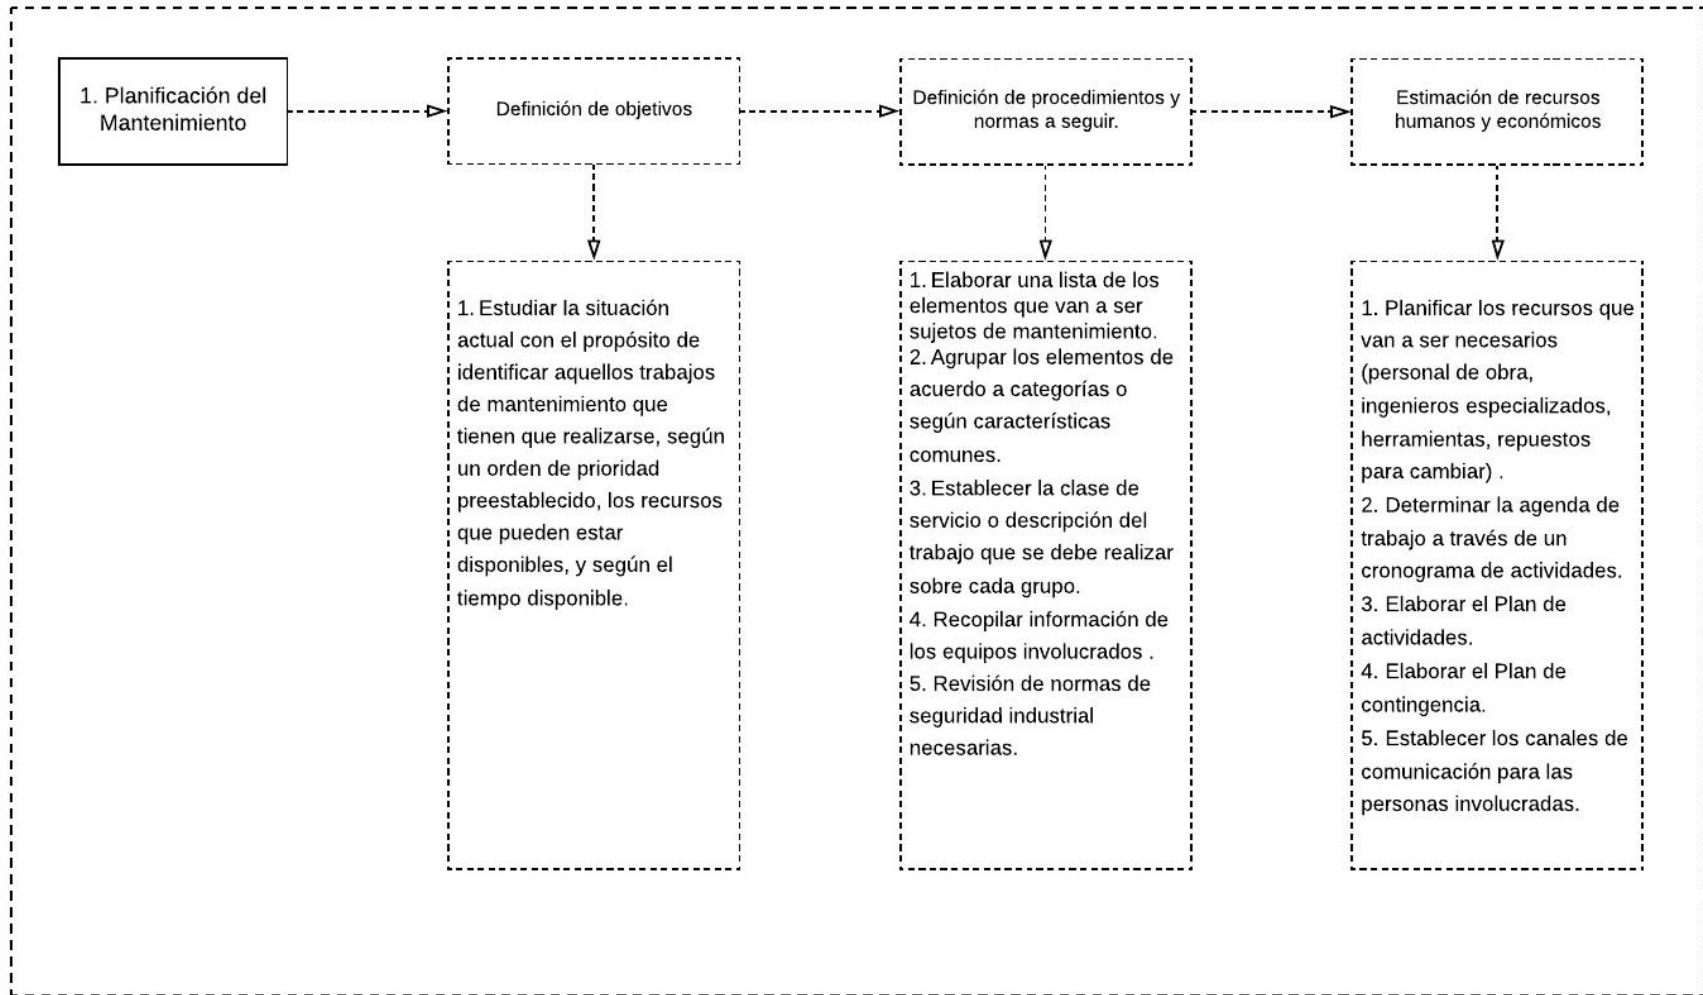 1. Planificación del
Mantenimiento
Definición de objetivos
Definición de procedimientos y
normas a seguir.
Estimación de recursos
humanos y económicos
1. Estudiar la situación
actual con el propósito de
identificar aquellos trabajos
de mantenimiento que
tienen que realizarse, según
un orden de prioridad
preestablecido, los recursos
que pueden estar
disponibles, y según el
tiempo disponible.
1. Elaborar una lista de los
elementos que van a ser
sujetos de mantenimiento.
2. Agrupar los elementos de
acuerdo a categorías o
según características
comunes.
3. Establecer la clase de
servicio o descripción del
trabajo que se debe realizar
sobre cada grupo.
4. Recopilar información de
los equipos involucrados .
5. Revisión de normas de
seguridad industrial
necesarias.
1. Planificar los recursos que
van a ser necesarios
(personal de obra,
ingenieros especializados,
herramientas, repuestos
para cambiar) .
2. Determinar la agenda de
trabajo a través de un
cronograma de actividades.
3. Elaborar el Plan de
actividades.
4. Elaborar el Plan de
contingencia.
5. Establecer los canales de
comunicación para las
personas involucradas.